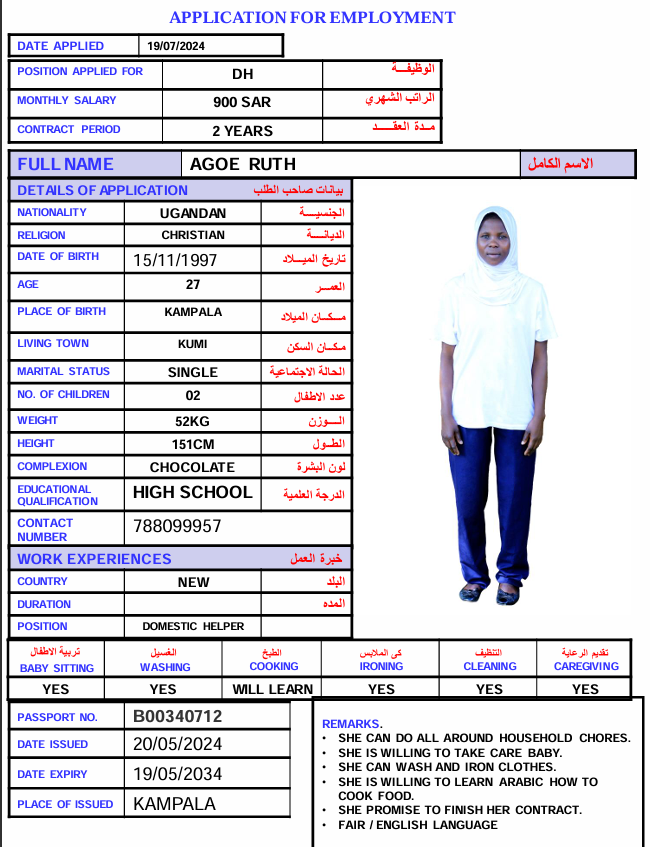 APPLICATION FOR EMPLOYMENT
DATE APPLIED 19/07/2024
POSITION APPLIED FOR DH الوظيفــة
MONTHLY SALARY 900 SAR الراتب الشهري
CONTRACT PERIOD 2 YEARS مـدة العقــد
FULL NAME AGOE RUTH الاسم الكامل
DETAILS OF APPLICATION بيانات صاحب الطلب
NATIONALITY UGANDAN الجنسيــة
RELIGION CHRISTIAN الديانــة
DATE OF BIRTH 15/11/1997 تاريخ الميــلاد
AGE 27 العمــر
PLACE OF BIRTH KAMPALA مــكــان الميلاد
LIVING TOWN KUMI مـكـان السكن
MARITAL STATUS SINGLE الحالة الاجتماعية
NO. OF CHILDREN 02 عدد الاطفال
WEIGHT 52KG الــوزن
HEIGHT 151CM الطــول
COMPLEXION CHOCOLATE لون البشرة
EDUCATIONAL QUALIFICATION HIGH SCHOOL الدرجة العلمية
CONTACT NUMBER 788099957
WORK EXPERIENCES خبرة العمل
COUNTRY NEW البلد
DURATION المده
POSITION DOMESTIC HELPER
تربية الاطفال الغسيل الطبخ كي الملابس التنظيف تقديم الرعاية
BABY SITTING WASHING COOKING IRONING CLEANING CAREGIVING
YES YES WILL LEARN YES YES YES
PASSPORT NO. B00340712
DATE ISSUED 20/05/2024
DATE EXPIRY 19/05/2034
PLACE OF ISSUED KAMPALA
REMARKS.
• SHE CAN DO ALL AROUND HOUSEHOLD CHORES.
• SHE IS WILLING TO TAKE CARE BABY.
• SHE CAN WASH AND IRON CLOTHES.
• SHE IS WILLING TO LEARN ARABIC HOW TO
COOK FOOD.
• SHE PROMISE TO FINISH HER CONTRACT.
• FAIR / ENGLISH LANGUAGE